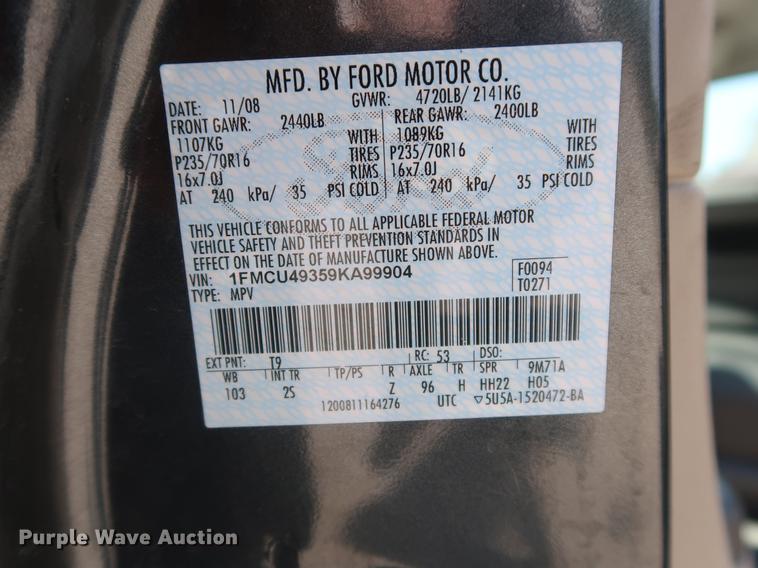 MFD. BY FORD MOTOR CO.
DATE: 11/08 GVWR: 4720LB/ 2141KG
FRONT GAWR: 2440LB REAR GAWR: 2400LB
1107KG WITH 1089KG WITH
P235/70R16 TIRES P235/70R16 TIRES
16x7.0J RIMS 16x7.0J RIMS
AT 240 kPa/ 35 PSI COLD AT 240 kPa/ 35 PSI COLD
THIS VEHICLE CONFORMS TO ALL APPLICABLE FEDERAL MOTOR
VEHICLE SAFETY AND THEFT PREVENTION STANDARDS IN
EFFECT ON THE DATE OF MANUFACTURE SHOWN ABOVE.
VIN: 1FMCU49359KA99904 F0094
TYPE: MPV T0271
EXT PNT: T9 RC: 53 DSO:
WB INT TR TP/PS R AXLE TR SPR 9M71A
103 2S Z 96 H HH22 H05
1200811164276 UTC ▽5U5A-1520472-BA
Purple Wave Auction